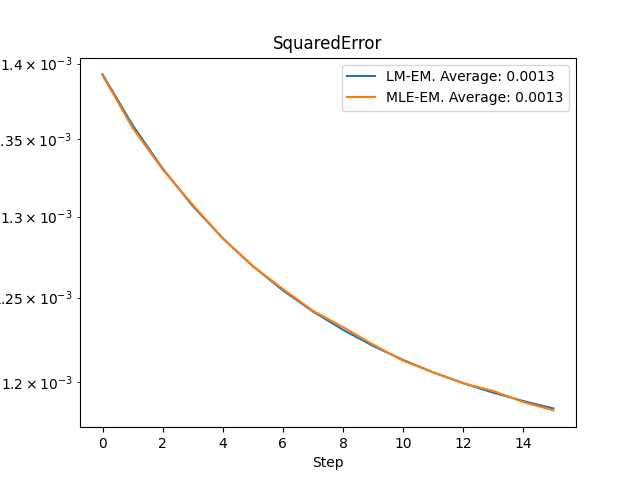 SquaredError
1.4 × 10⁻³
.35 × 10⁻³
1.3 × 10⁻³
.25 × 10⁻³
1.2 × 10⁻³
LM-EM. Average: 0.0013
MLE-EM. Average: 0.0013
0 2 4 6 8 10 12 14
Step